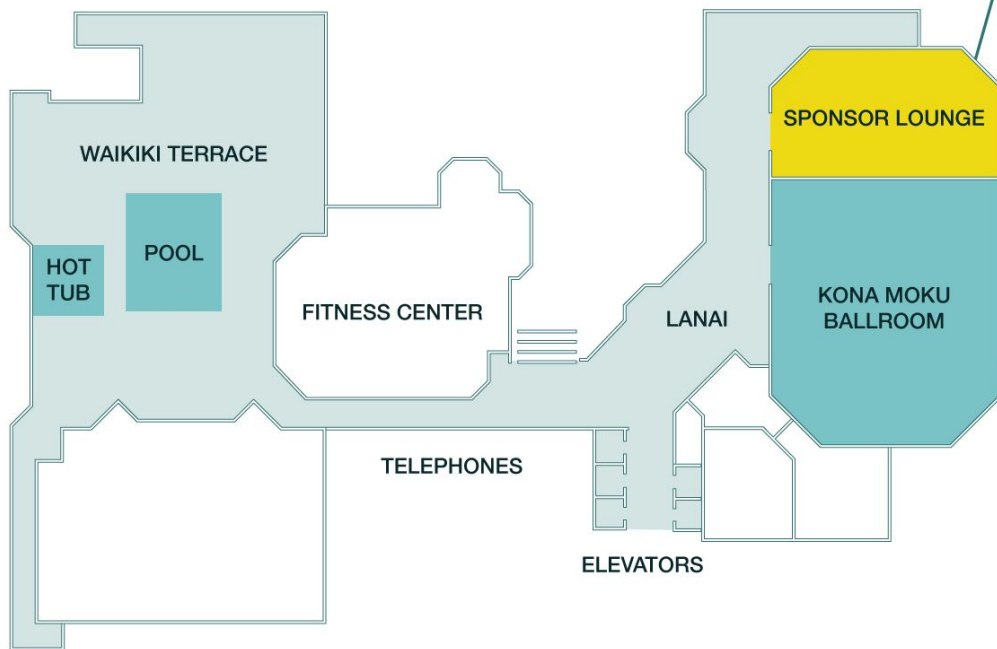 SPONSOR LOUNGE
WAIKIKI TERRACE
POOL
HOT
TUB
KONA MOKU
BALLROOM
FITNESS CENTER
LANAI
TELEPHONES
ELEVATORS